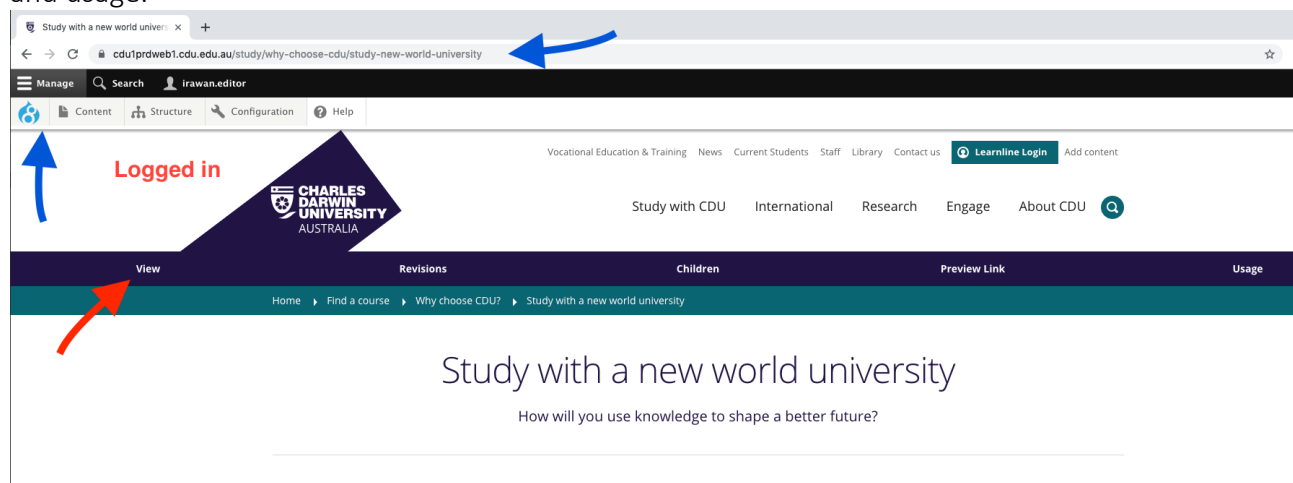 and usage.
Study with a new world univers × +
cdu1prdweb1.cdu.edu.au/study/why-choose-cdu/study-new-world-university
Manage Search irawan.editor
Content Structure Configuration Help
Vocational Education & Training News Current Students Staff Library Contact us Learnline Login Add content
Logged in
CHARLES
DARWIN
UNIVERSITY
AUSTRALIA
Study with CDU International Research Engage About CDU
View Revisions Children Preview Link Usage
Home Find a course Why choose CDU? Study with a new world university
Study with a new world university
How will you use knowledge to shape a better future?